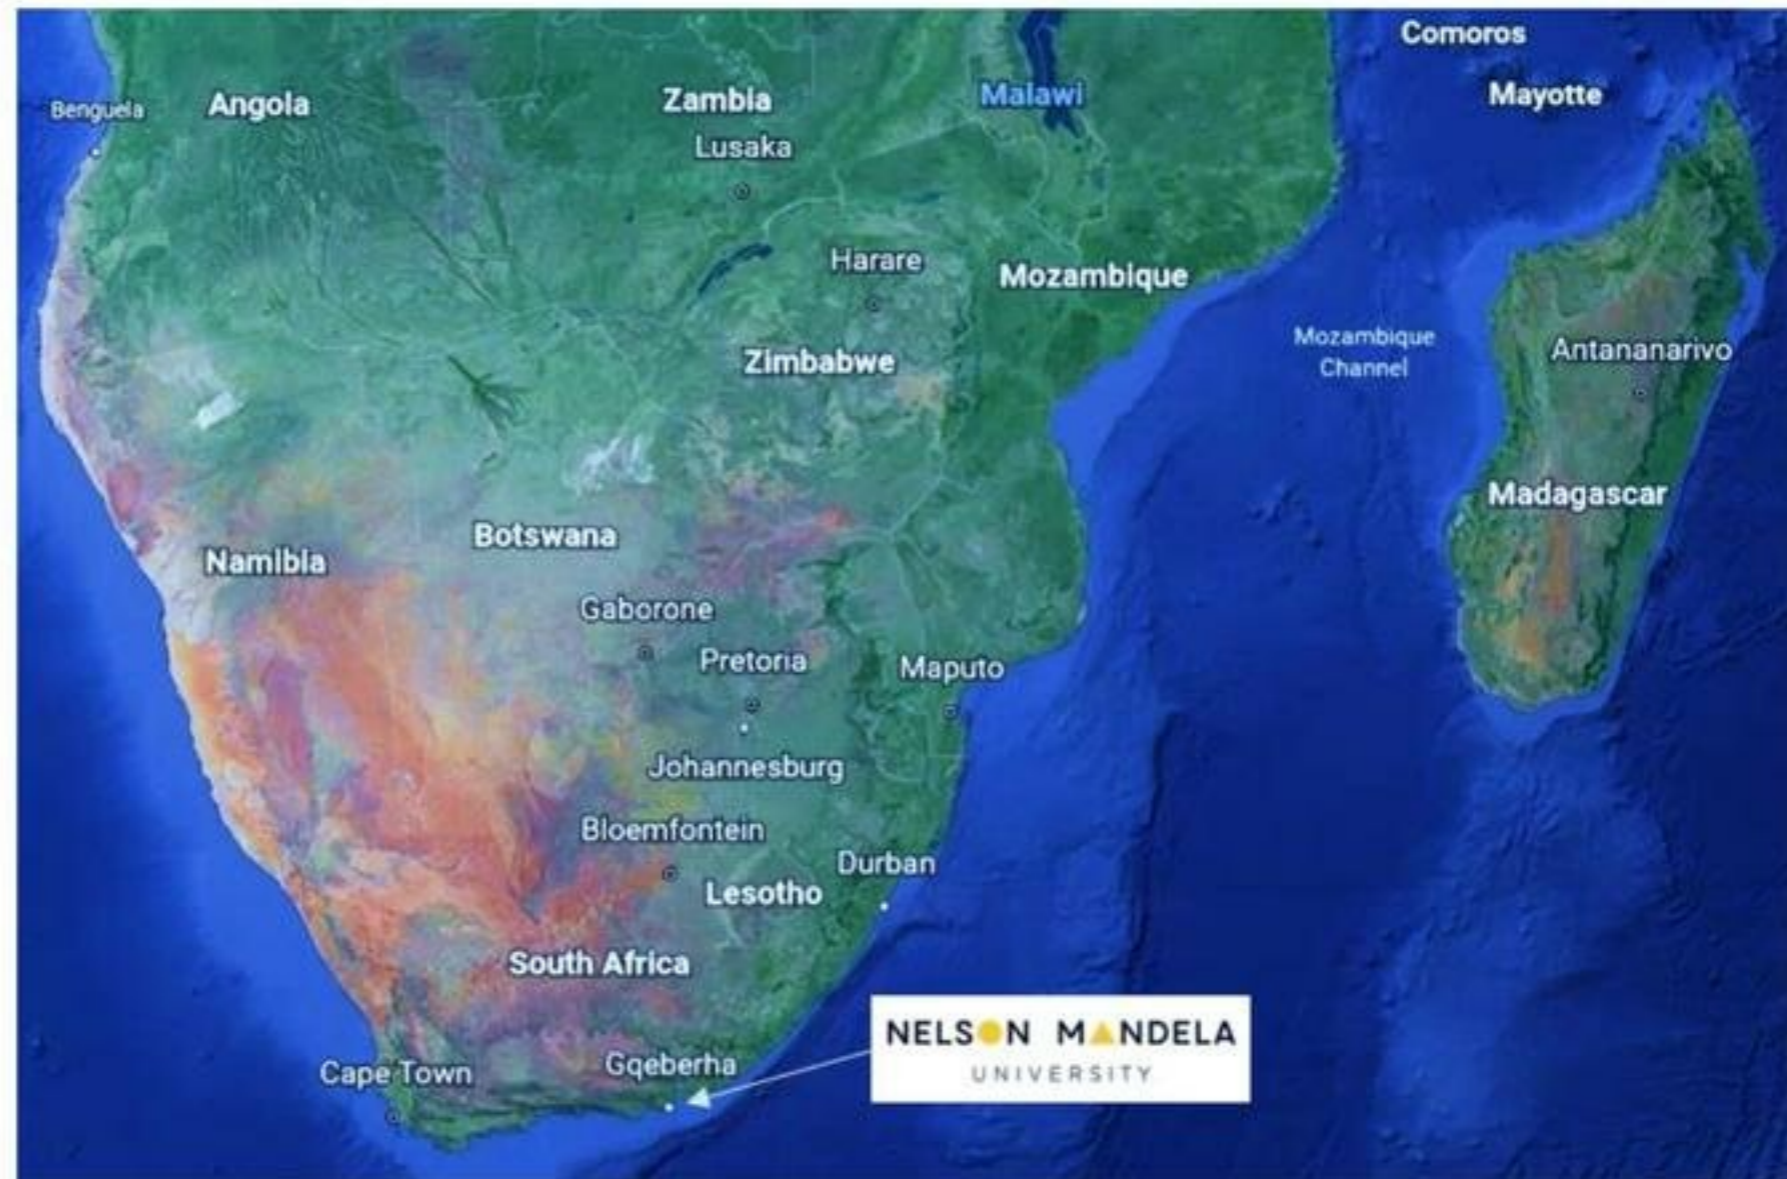 Comoros
Mayotte
Benguela
Angola
Zambia
Malawi
Lusaka
Harare
Mozambique
Mozambique
Channel
Antananarivo
Zimbabwe
Madagascar
Botswana
Namibia
Gaborone
Pretoria
Maputo
Johannesburg
Bloemfontein
Durban
Lesotho
South Africa
NELSON MANDELA
UNIVERSITY
Gqeberha
Cape Town